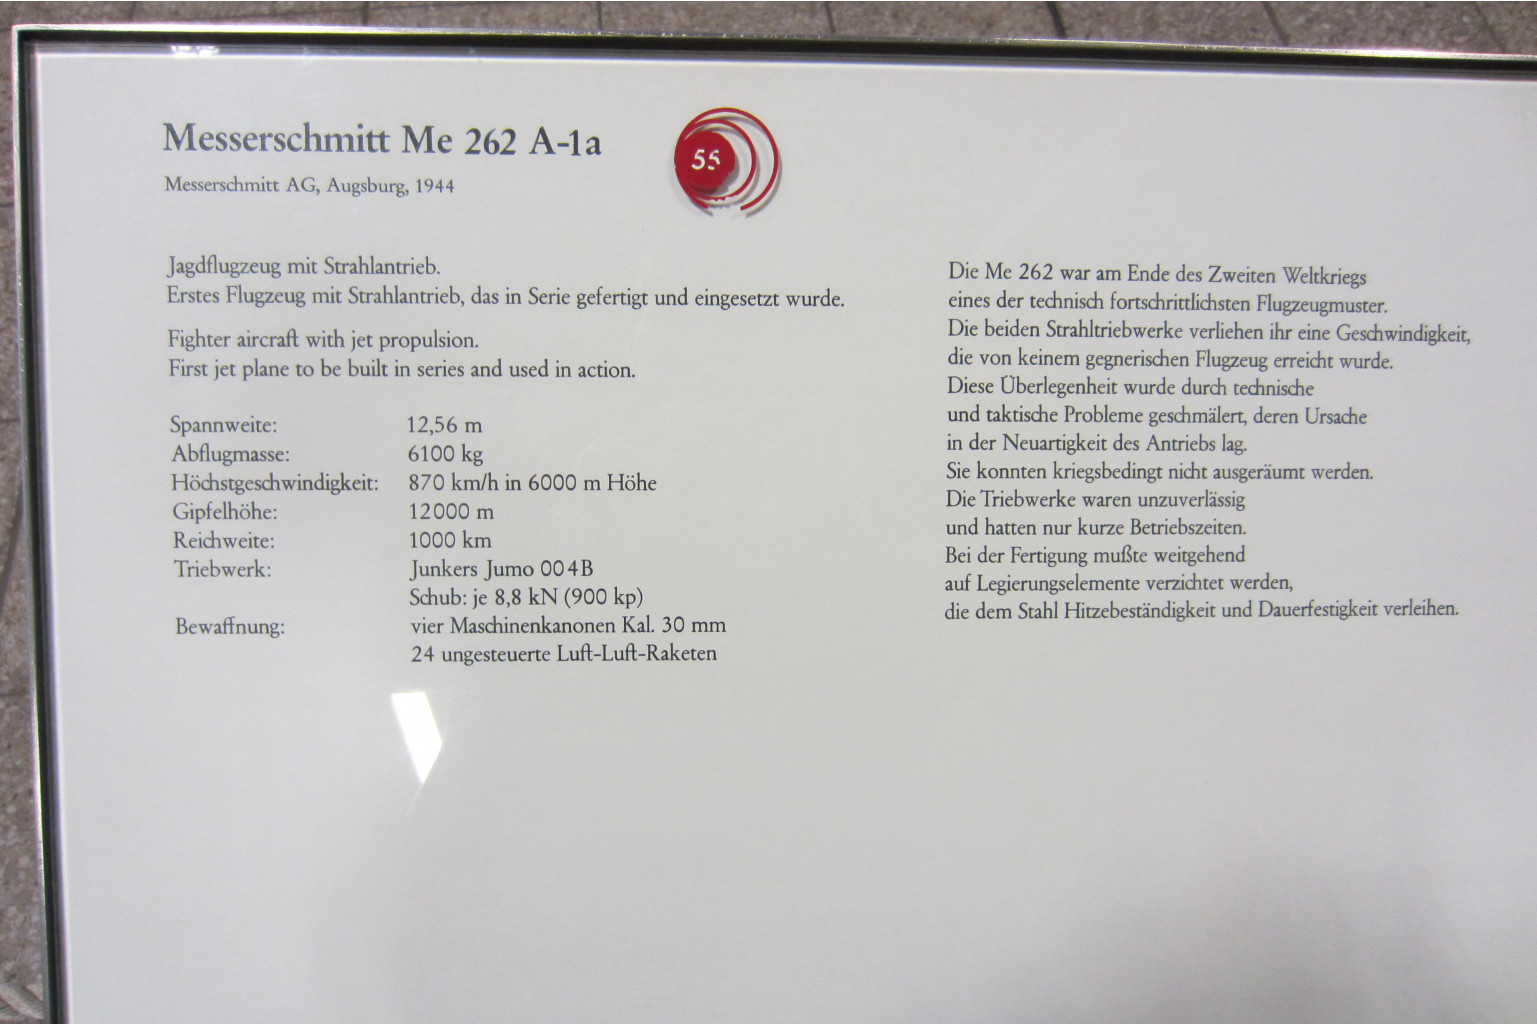 Messerschmitt Me 262 A-1a
Messerschmitt AG, Augsburg, 1944
55
Jagdflugzeug mit Strahlantrieb.
Erstes Flugzeug mit Strahlantrieb, das in Serie gefertigt und eingesetzt wurde.
Fighter aircraft with jet propulsion.
First jet plane to be built in series and used in action.
Spannweite: 12,56 m
Abflugmasse: 6100 kg
Höchstgeschwindigkeit: 870 km/h in 6000 m Höhe
Gipfelhöhe: 12000 m
Reichweite: 1000 km
Triebwerk: Junkers Jumo 004B
Schub: je 8,8 kN (900 kp)
Bewaffnung: vier Maschinenkanonen Kal. 30 mm
24 ungesteuerte Luft-Luft-Raketen
Die Me 262 war am Ende des Zweiten Weltkriegs
eines der technisch fortschrittlichsten Flugzeugmuster.
Die beiden Strahltriebwerke verliehen ihr eine Geschwindigkeit,
die von keinem gegnerischen Flugzeug erreicht wurde.
Diese Überlegenheit wurde durch technische
und taktische Probleme geschmälert, deren Ursache
in der Neuartigkeit des Antriebs lag.
Sie konnten kriegsbedingt nicht ausgeräumt werden.
Die Triebwerke waren unzuverlässig
und hatten nur kurze Betriebszeiten.
Bei der Fertigung mußte weitgehend
auf Legierungselemente verzichtet werden,
die dem Stahl Hitzebeständigkeit und Dauerfestigkeit verleihen.